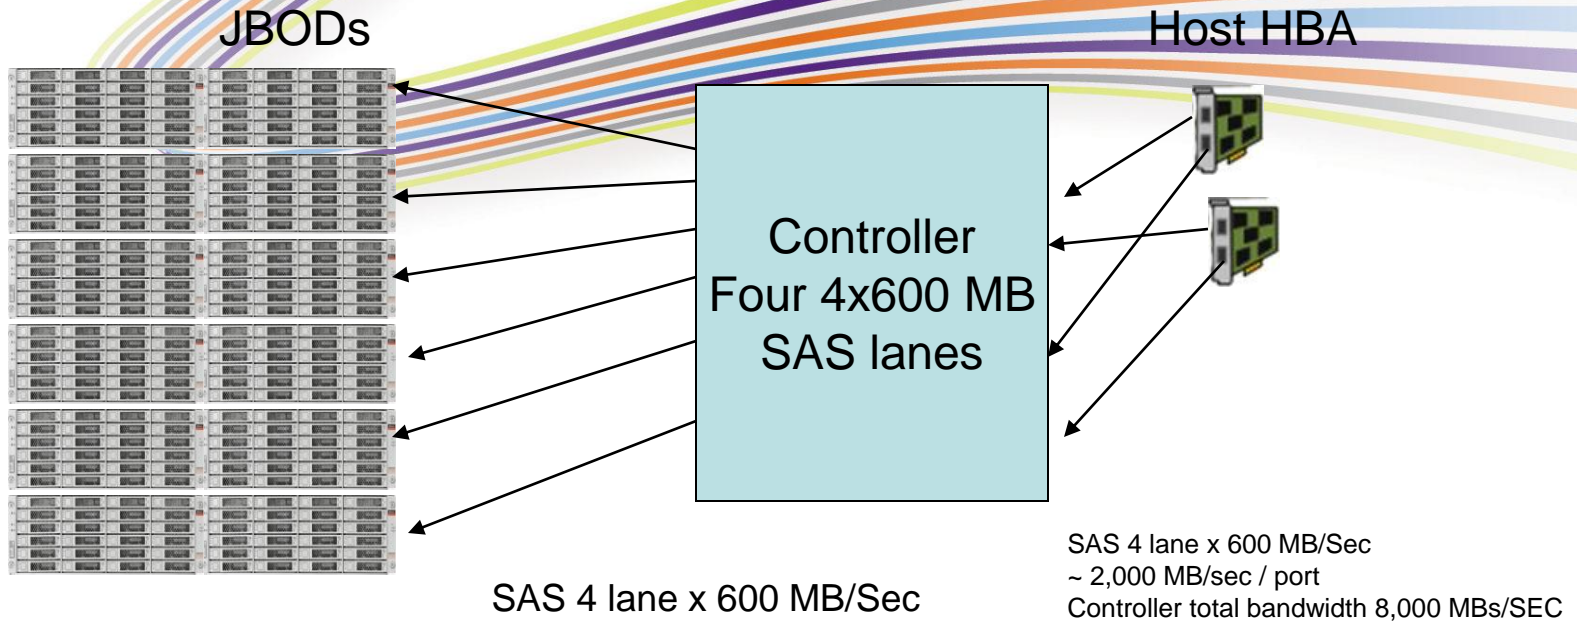 JBODs
Host HBA
Controller
Four 4x600 MB
SAS lanes
SAS 4 lane x 600 MB/Sec
SAS 4 lane x 600 MB/Sec
~ 2,000 MB/sec / port
Controller total bandwidth 8,000 MBs/SEC